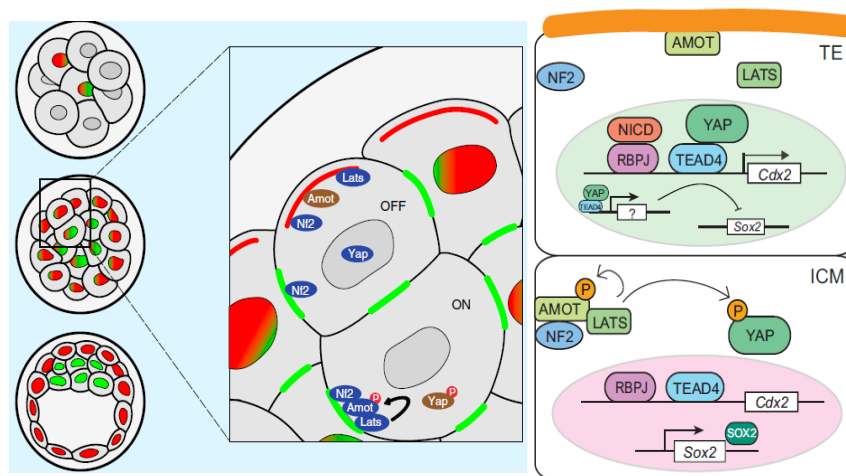 Lats
Amot
OFF
Nf2
Yap
Nf2
ON
Nf2
P
Amot
Lats
P
Yap
AMOT
TE
NF2
LATS
NICD
YAP
RBPJ
TEAD4
Cdx2
YAP
TEAD4
?
Sox2
ICM
P
AMOT
LATS
NF2
P
YAP
RBPJ
TEAD4
Cdx2
SOX2
Sox2